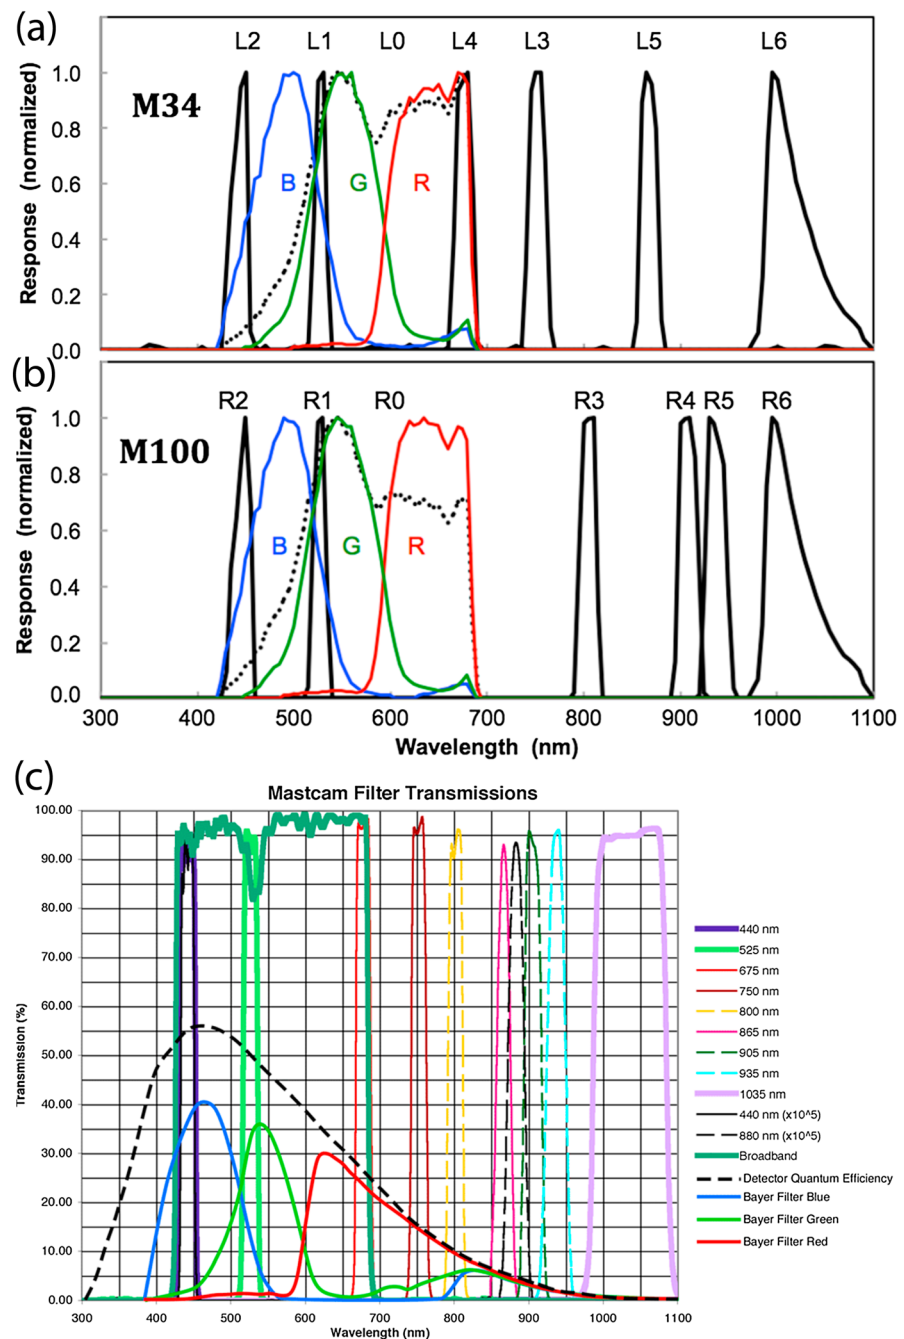 (a)
L2 L1 L0 L4 L3 L5 L6
M34
Response (normalized)
1.0
0.8
0.6
0.4
0.2
0.0
B G R
(b)
R2 R1 R0 R3 R4 R5 R6
M100
Response (normalized)
1.0
0.8
0.6
0.4
0.2
0.0
B G R
300 400 500 600 700 800 900 1000 1100
Wavelength (nm)
(c)
Mastcam Filter Transmissions
Transmission (%)
100.00
90.00
80.00
70.00
60.00
50.00
40.00
30.00
20.00
10.00
0.00
300 400 500 600 700 800 900 1000 1100
Wavelength (nm)
440 nm
525 nm
675 nm
750 nm
800 nm
865 nm
905 nm
935 nm
1035 nm
440 nm (x10^5)
880 nm (x10^5)
Broadband
Detector Quantum Efficiency
Bayer Filter Blue
Bayer Filter Green
Bayer Filter Red